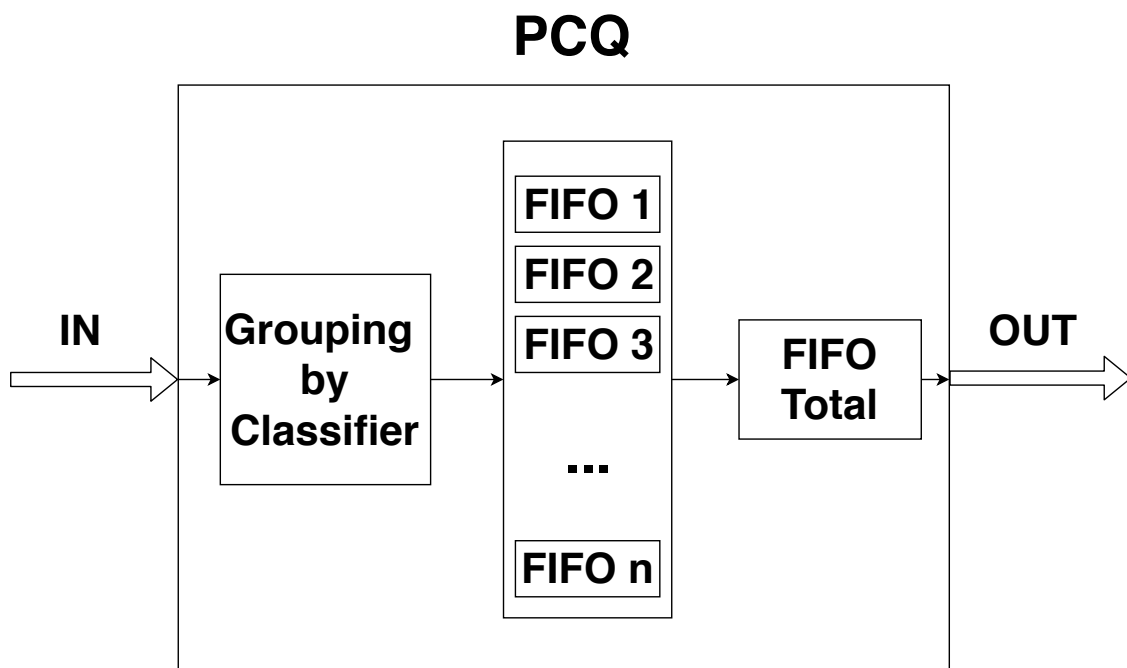 PCQ
IN
Grouping
by
Classifier
FIFO 1
FIFO 2
FIFO 3
...
FIFO n
FIFO
Total
OUT